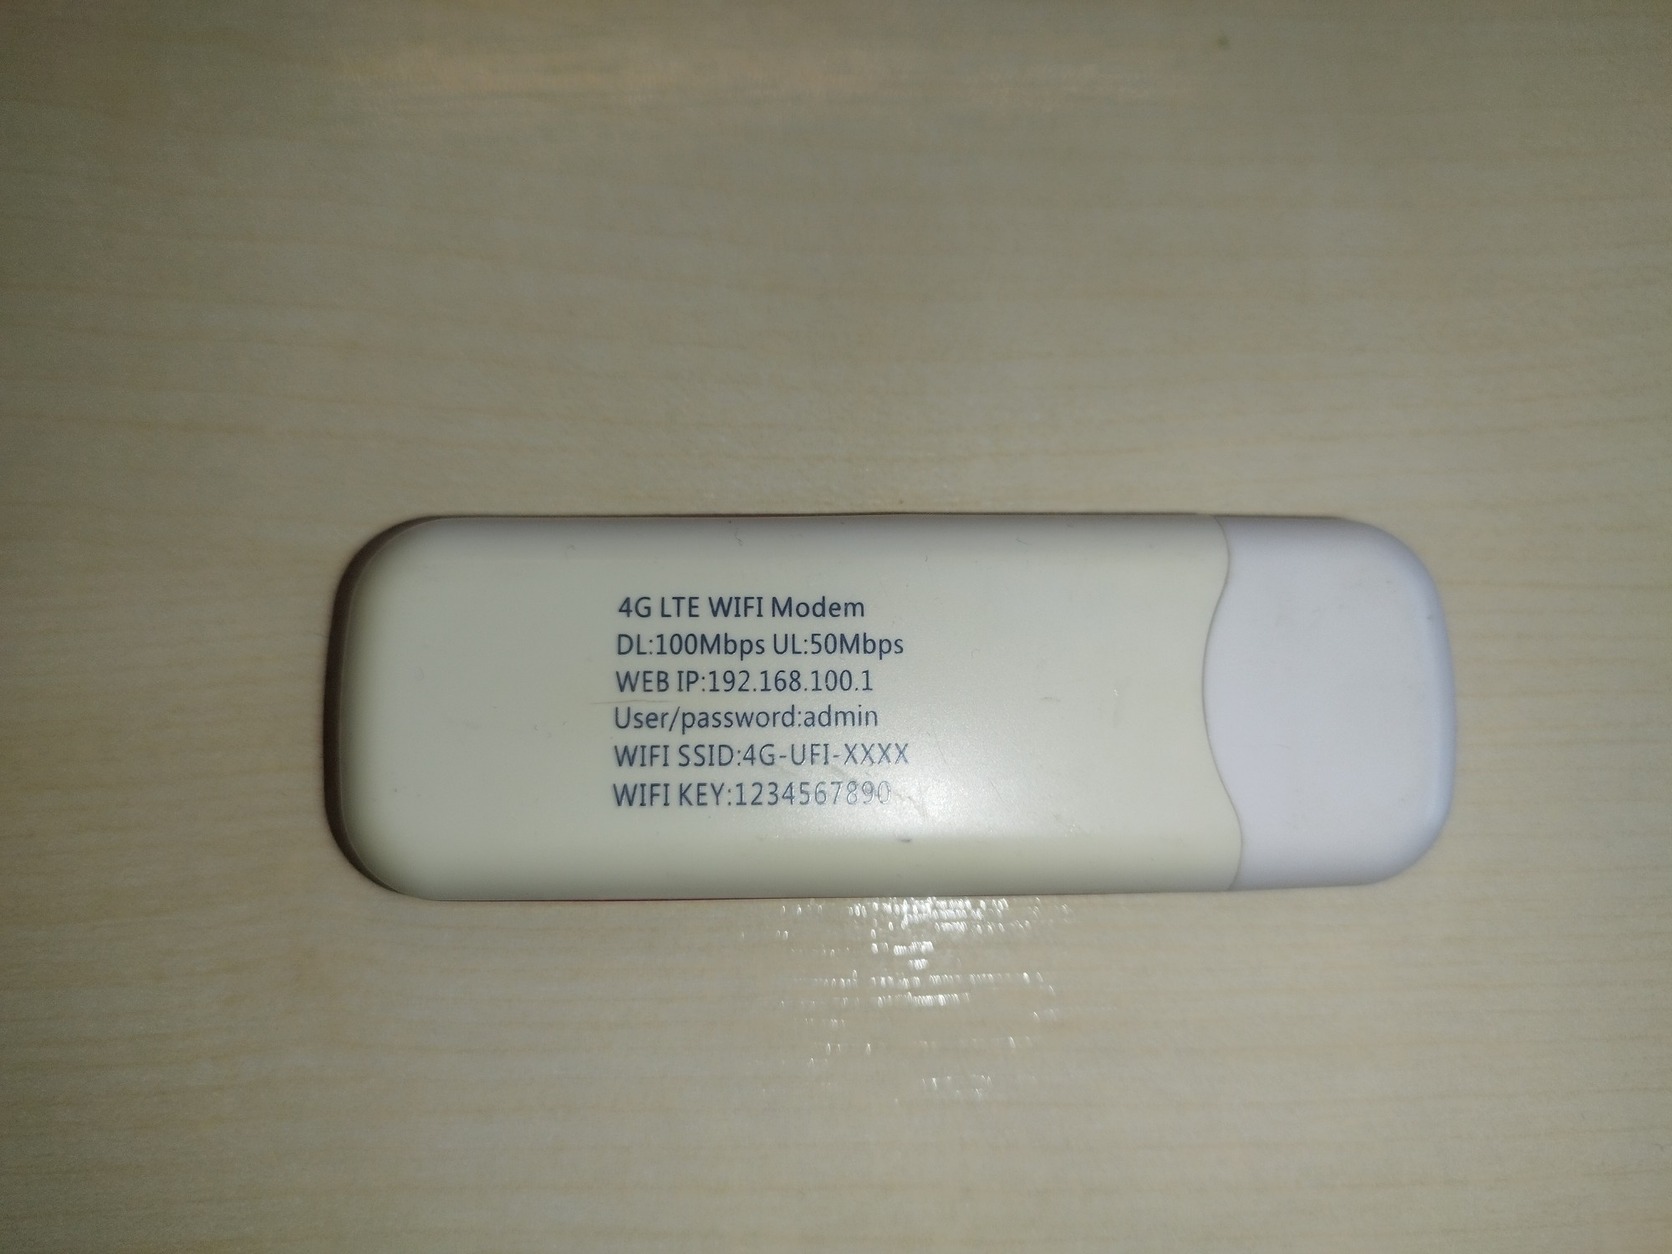 4G LTE WIFI Modem
DL:100Mbps UL:50Mbps
WEB IP:192.168.100.1
User/password:admin
WIFI SSID:4G-UFI-XXXX
WIFI KEY:1234567890